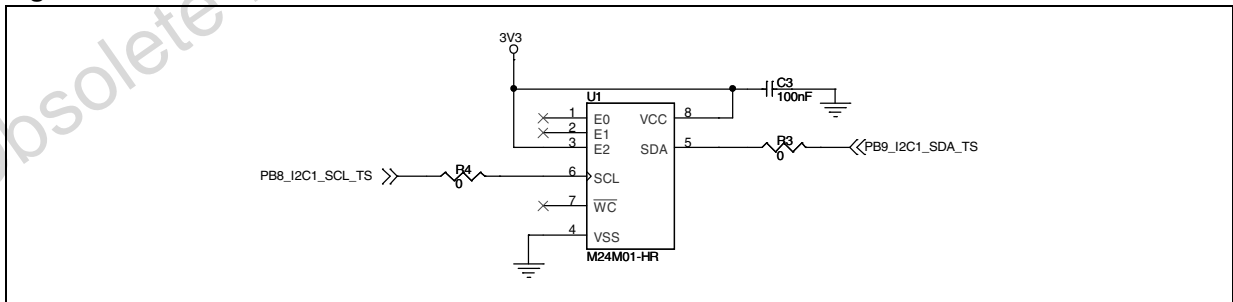 bsolete
3V3
C3
100nF
U1
1 E0 VCC 8
2 E1
3 E2 SDA 5 R3 PB9_I2C1_SDA_TS
0
PB8_I2C1_SCL_TS R4 6 SCL
0
7 WC
4 VSS
M24M01-HR